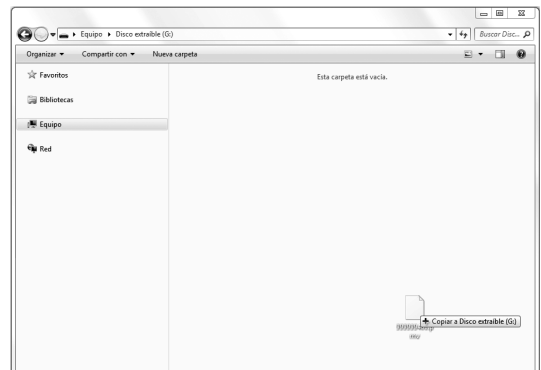 Equipo ▸ Disco extraíble (G:)
Buscar Disc...
Organizar
Compartir con
Nueva carpeta
Favoritos
Esta carpeta está vacía.
Bibliotecas
Equipo
Red
Copiar a Disco extraíble (G:)